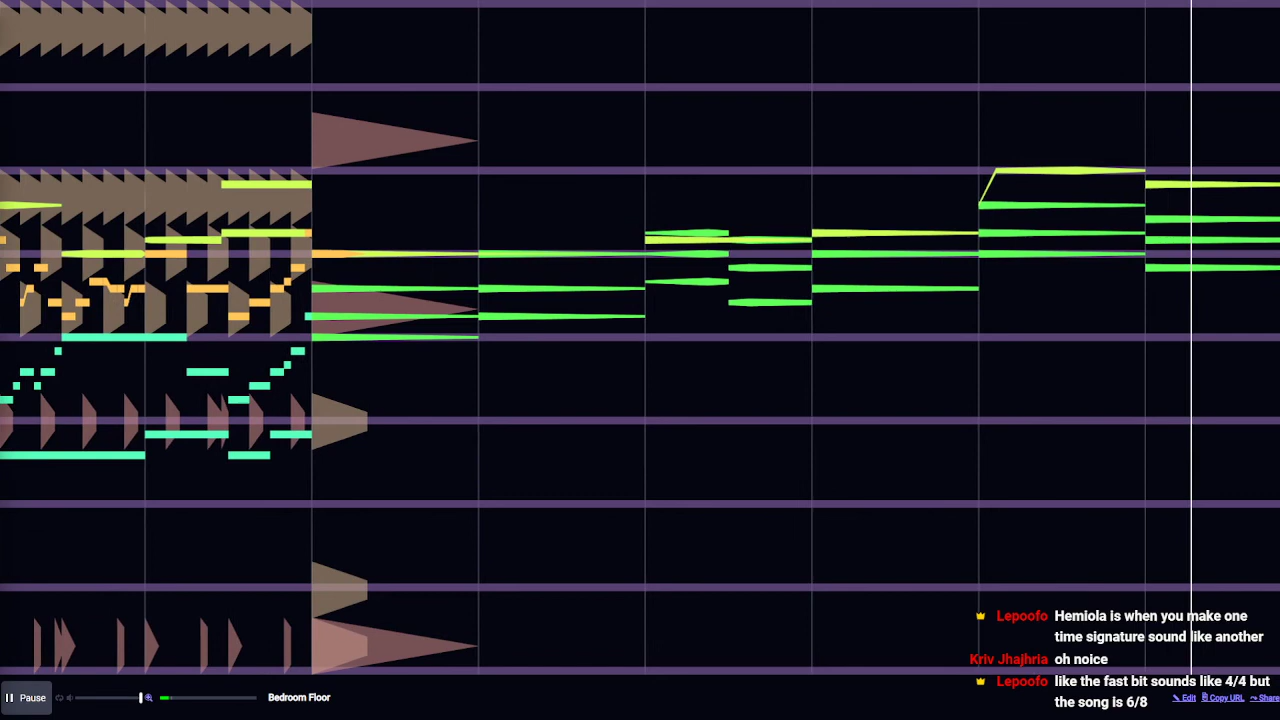 Lepoofo Hemiola is when you make one
time signature sound like another
Kriv Jhajhria oh noice
Lepoofo like the fast bit sounds like 4/4 but
the song is 6/8
Pause
Bedroom Floor
Edit Copy URL Share